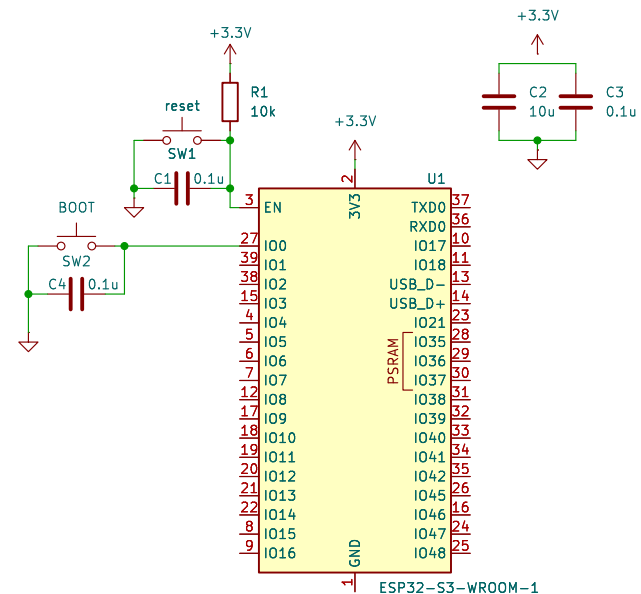 +3.3V
+3.3V
R1
10k
C2
10u
C3
0.1u
reset
SW1
+3.3V
C1 0.1u
U1
BOOT
SW2
C4 0.1u
2
3V3
3 EN
27 IO0
39 IO1
38 IO2
15 IO3
4 IO4
5 IO5
6 IO6
7 IO7
12 IO8
17 IO9
18 IO10
19 IO11
20 IO12
21 IO13
22 IO14
8 IO15
9 IO16
TXD0 37
RXD0 36
IO17 10
IO18 11
USB_D- 13
USB_D+ 14
IO21 23
PSRAM
IO35 28
IO36 29
IO37 30
IO38 31
IO39 32
IO40 33
IO41 34
IO42 35
IO45 26
IO46 16
IO47 24
IO48 25
GND
1
ESP32-S3-WROOM-1